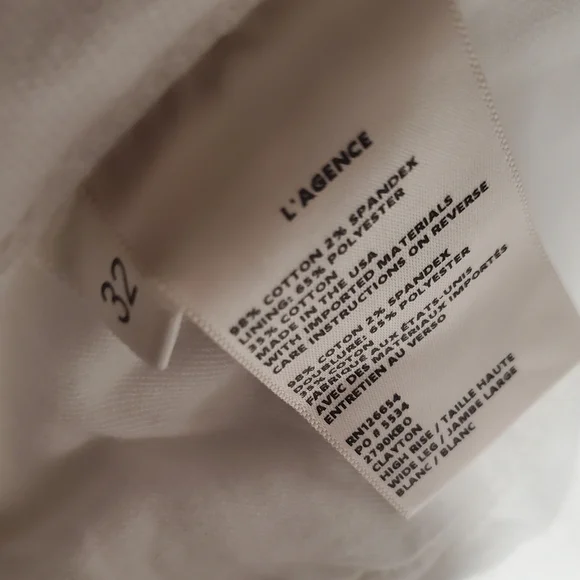 L'AGENCE
98% COTTON 2% SPANDEX
LINING: 65% POLYESTER
35% COTTON
MADE IN THE USA
WITH IMPORTED MATERIALS
CARE INSTRUCTIONS ON REVERSE
98% COTON 2% SPANDEX
DOUBLURE: 65% POLYESTER
35% COTON
FABRIQUE AUX ÉTATS-UNIS
AVEC DES MATÉRIAUX IMPORTÉS
ENTRETIEN AU VERSO
RN126654
PO 15534
2790KBO
CLAYTON
HIGH RISE / TAILLE HAUTE
WIDE LEG / JAMBE LARGE
BLANC / BLANC
32